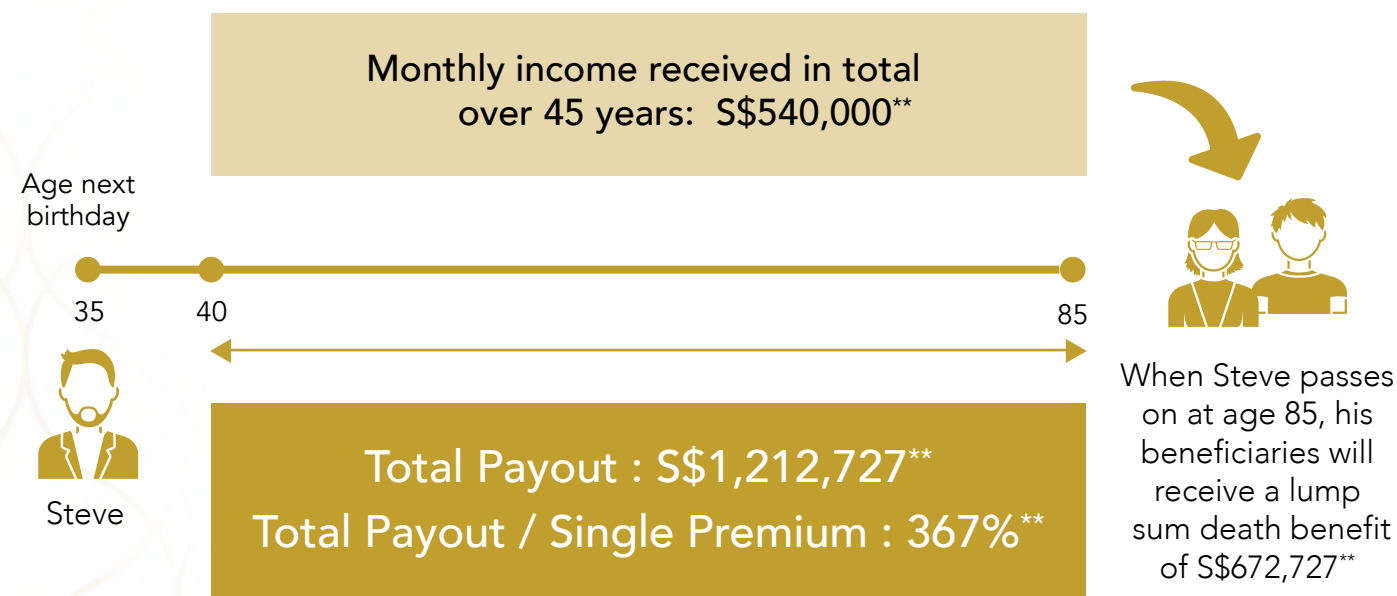 Monthly income received in total
over 45 years: S$540,000**
Age next
birthday
35
40
85
Steve
Total Payout : S$1,212,727**
Total Payout / Single Premium : 367%**
When Steve passes
on at age 85, his
beneficiaries will
receive a lump
sum death benefit
of S$672,727**